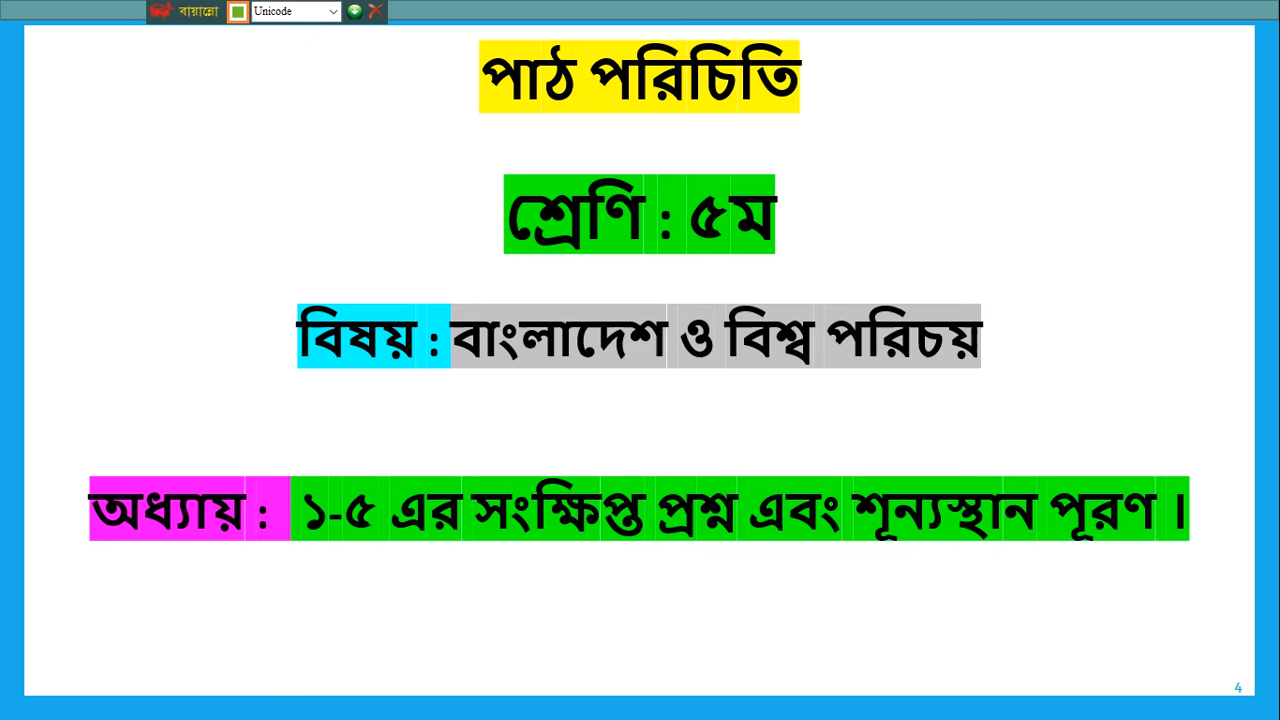 বায়ান্নো Unicode
পাঠ পরিচিতি
শ্রেণি : ৫ম
বিষয় : বাংলাদেশ ও বিশ্ব পরিচয়
অধ্যায় : ১-৫ এর সংক্ষিপ্ত প্রশ্ন এবং শূন্যস্থান পূরণ ।
4